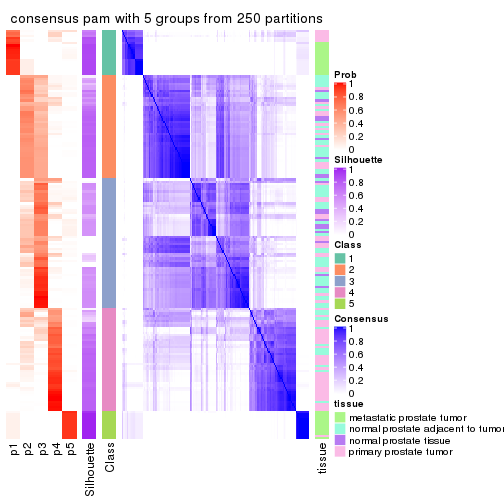 consensus pam with 5 groups from 250 partitions
Prob
1
0.8
0.6
0.4
0.2
0
Silhouette
1
0.8
0.6
0.4
0.2
0
Class
1
2
3
4
5
Consensus
1
0.8
0.6
0.4
0.2
0
tissue
metastatic prostate tumor
normal prostate adjacent to tumor
normal prostate tissue
primary prostate tumor
p1
p2
p3
p4
p5
Silhouette
Class
tissue